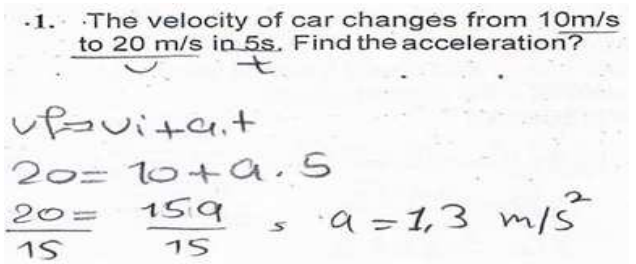 1. The velocity of car changes from 10m/s
to 20 m/s in 5s. Find the acceleration?
υ t
vf=vi+a.t
20= 10+a.5
20= 15.a , a=1,3 m/s²
15 15